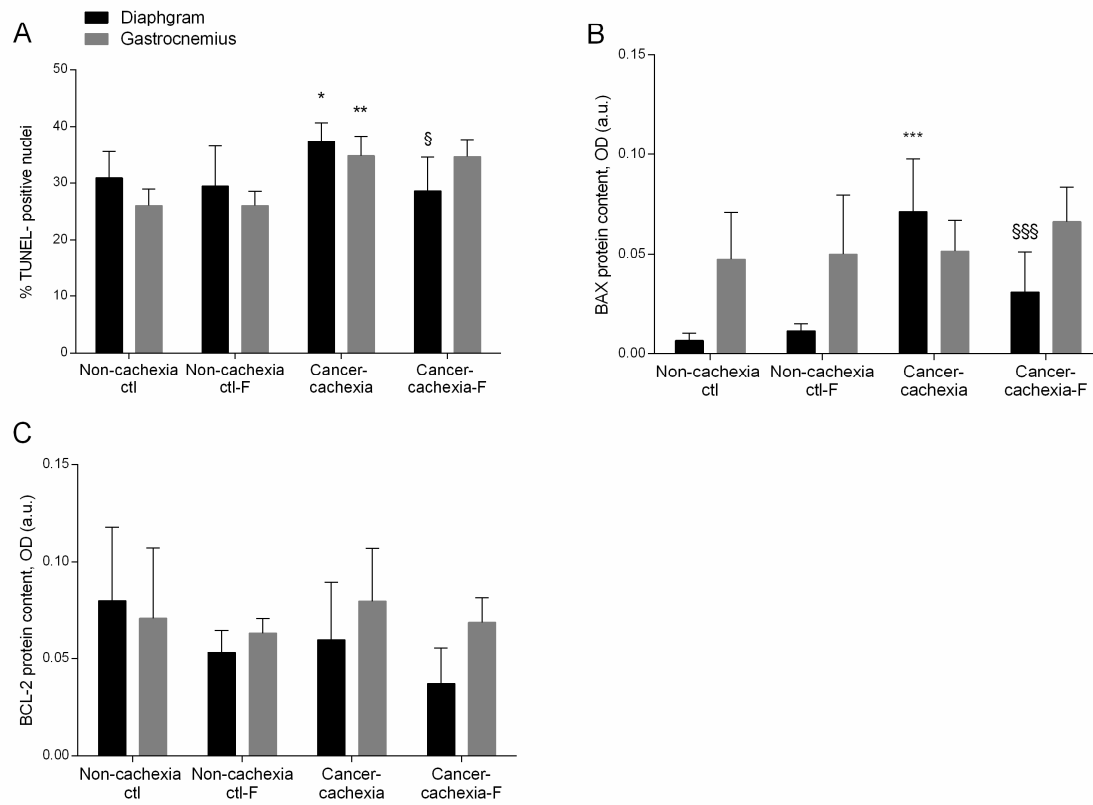 Diaphgram
Gastrocnemius
A
50
40
30
20
10
0
% TUNEL- positive nuclei
*
**
§
Non-cachexia
ctl
Non-cachexia
ctl-F
Cancer-
cachexia
Cancer-
cachexia-F
B
0.15
0.10
0.05
0.00
BAX protein content, OD (a.u.)
***
§§§
Non-cachexia
ctl
Non-cachexia
ctl-F
Cancer-
cachexia
Cancer-
cachexia-F
C
0.15
0.10
0.05
0.00
BCL-2 protein content, OD (a.u.)
Non-cachexia
ctl
Non-cachexia
ctl-F
Cancer-
cachexia
Cancer-
cachexia-F